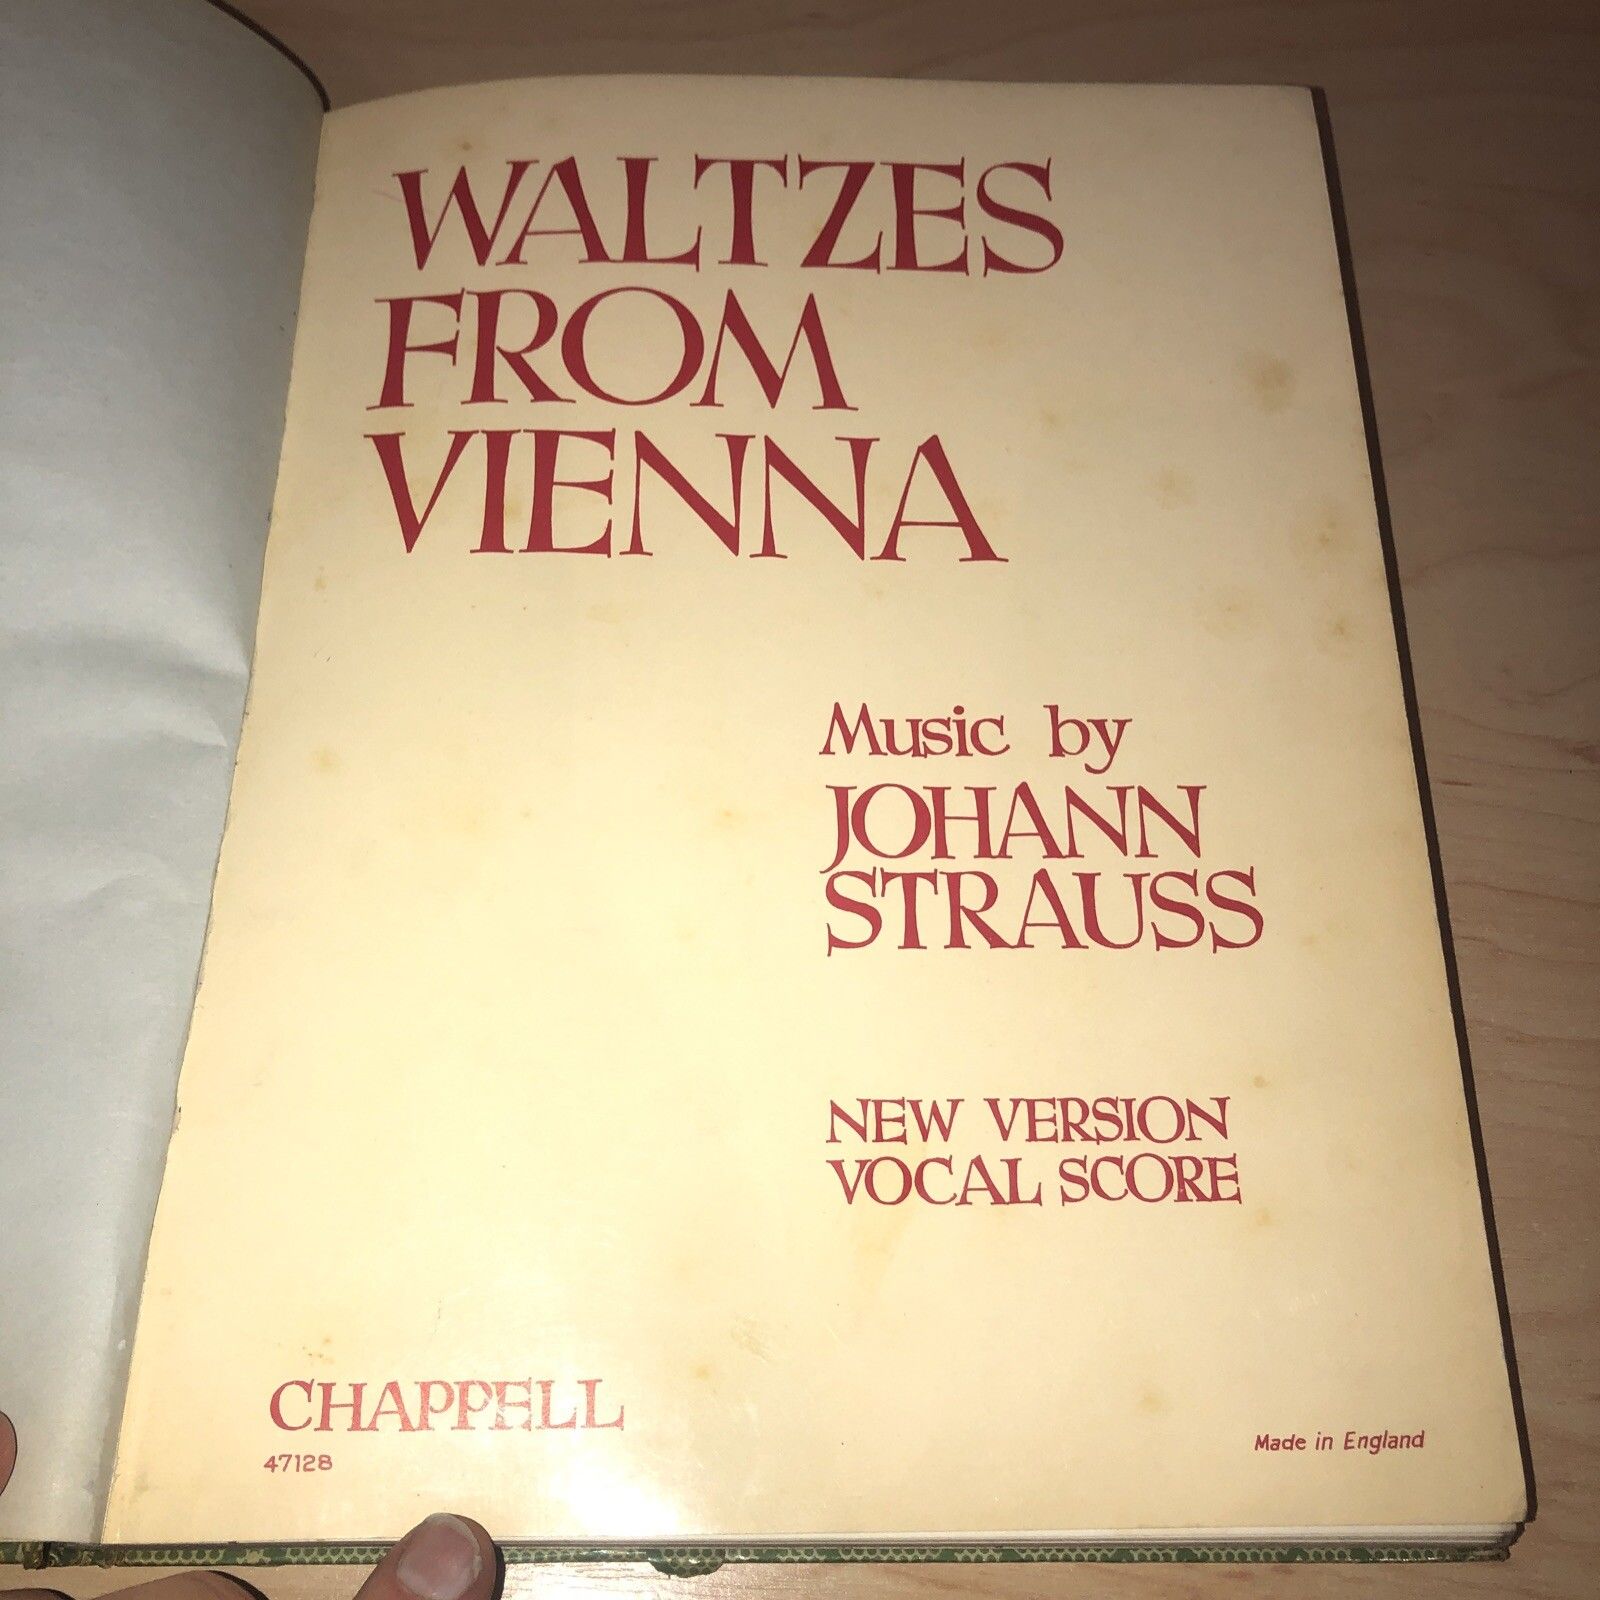 WALTZES
FROM
VIENNA
Music by
JOHANN
STRAUSS
NEW VERSION
VOCAL SCORE
CHAPPELL
47128
Made in England